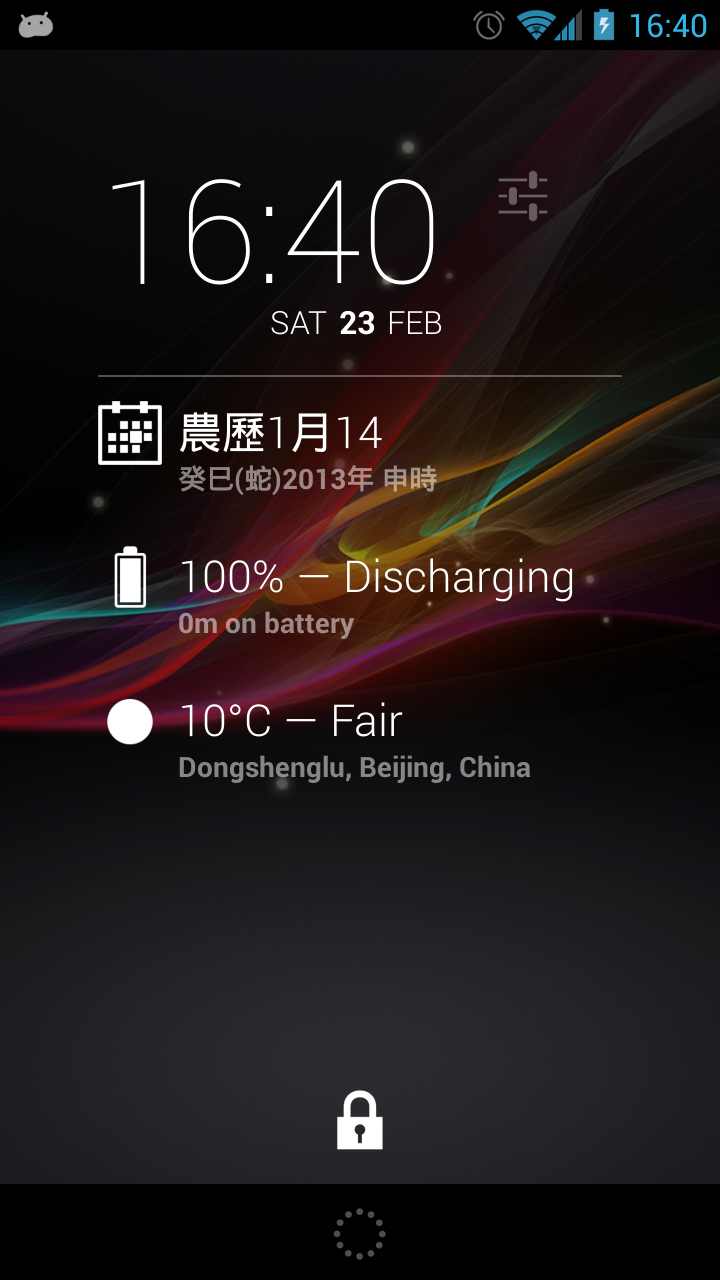 16:40
16:40
SAT 23 FEB
農歷1月14
癸巳(蛇)2013年 申時
100% — Discharging
0m on battery
10°C — Fair
Dongshenglu, Beijing, China